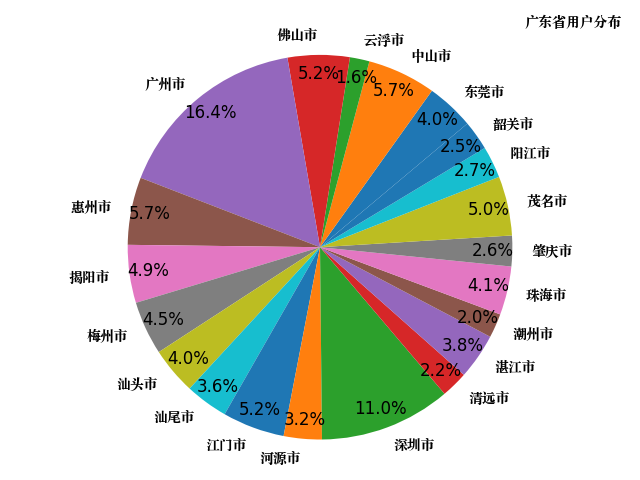 广东省用户分布
佛山市
5.2%
云浮市
1.6%
中山市
5.7%
东莞市
4.0%
韶关市
2.5%
阳江市
2.7%
茂名市
5.0%
肇庆市
2.6%
珠海市
4.1%
潮州市
2.0%
湛江市
3.8%
清远市
2.2%
深圳市
11.0%
河源市
3.2%
江门市
5.2%
汕尾市
3.6%
汕头市
4.0%
梅州市
4.5%
揭阳市
4.9%
惠州市
5.7%
广州市
16.4%